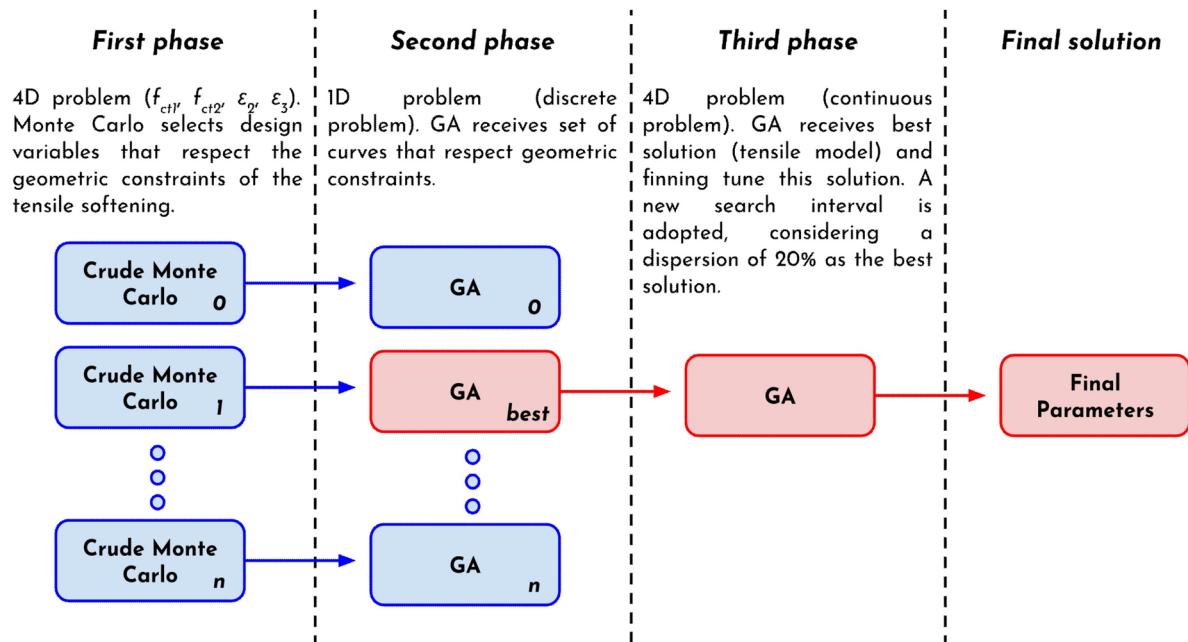 First phase
Second phase
Third phase
Final solution
4D problem (f_ct1, f_ct2, ε_2, ε_3).
Monte Carlo selects design
variables that respect the
geometric constraints of the
tensile softening.
1D problem (discrete
problem). GA receives set of
curves that respect geometric
constraints.
4D problem (continuous
problem). GA receives best
solution (tensile model) and
finning tune this solution. A
new search interval is
adopted, considering a
dispersion of 20% as the best
solution.
Crude Monte
Carlo 0
GA
0
Crude Monte
Carlo 1
GA
best
GA
Final
Parameters
Crude Monte
Carlo n
GA
n